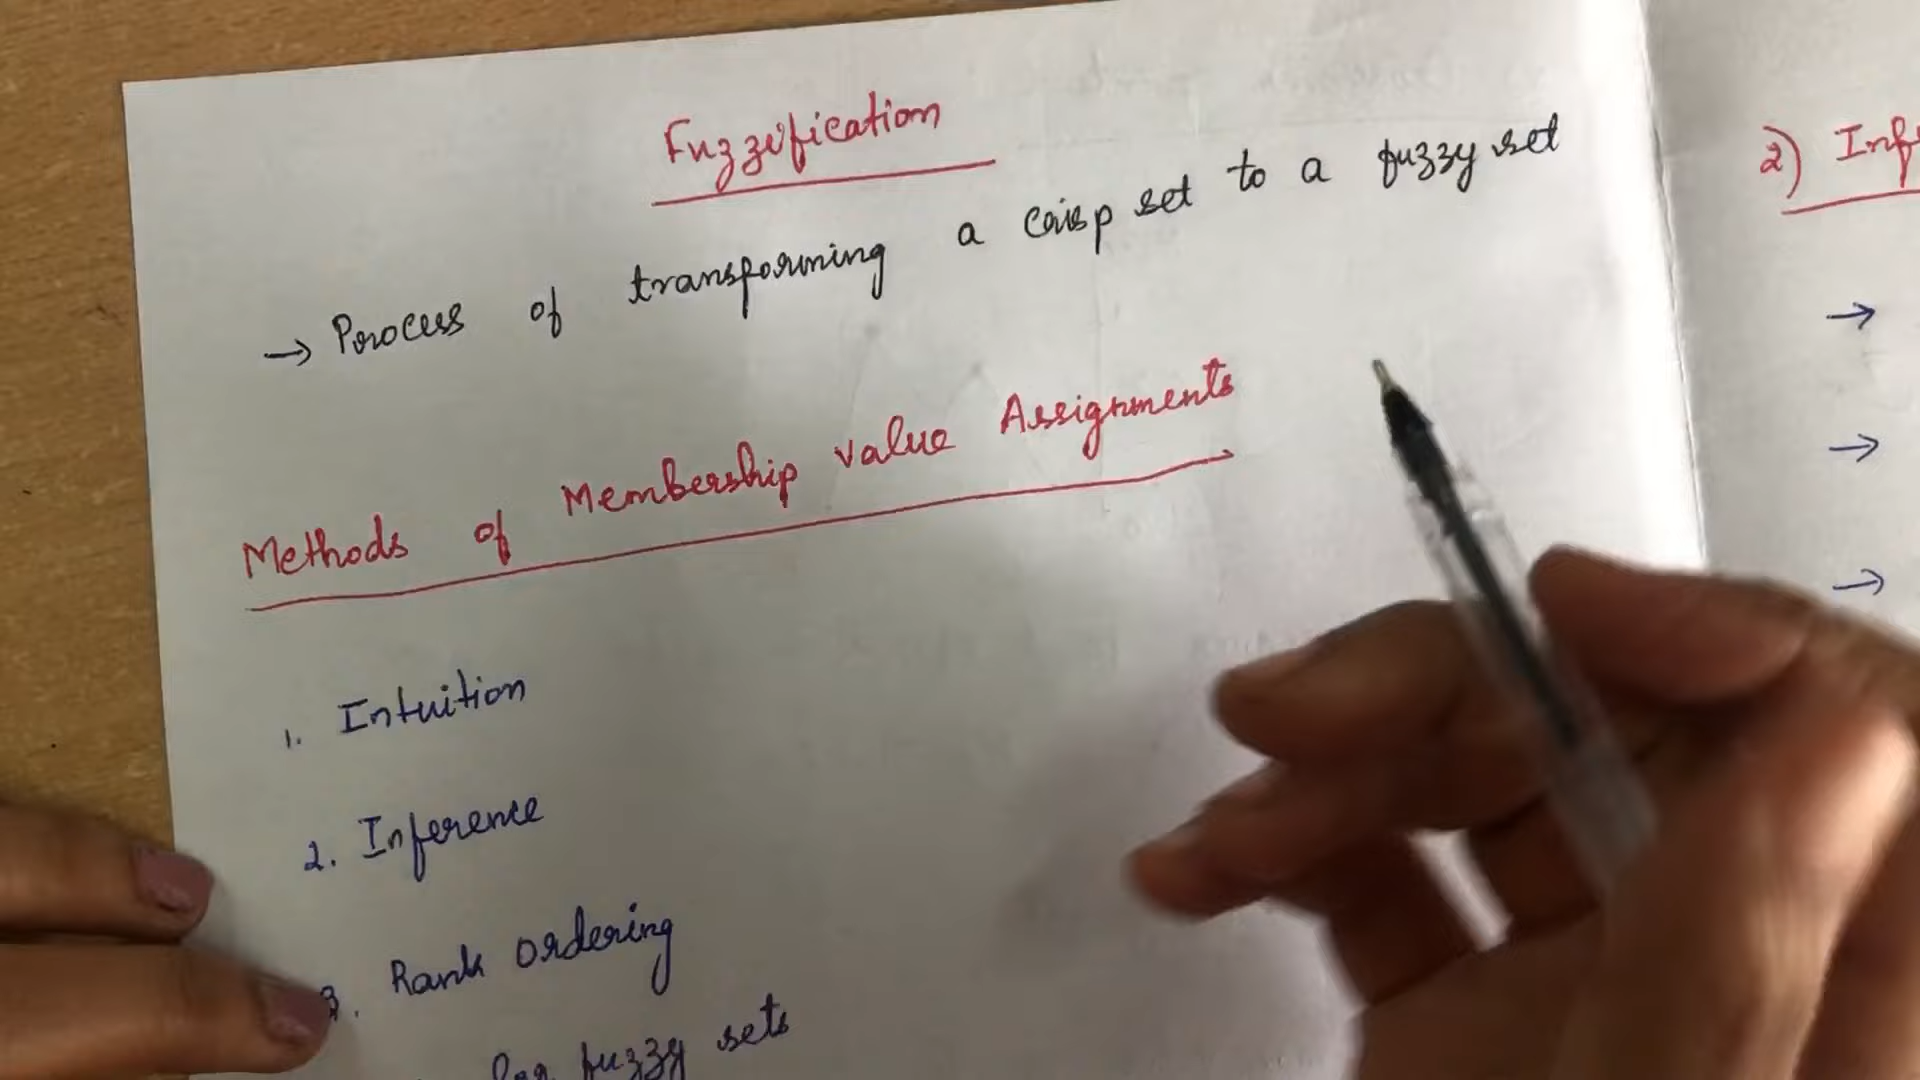 Fuzzification
→ Process of transforming a crisp set to a fuzzy set
Methods of Membership value Assignments
1. Intuition
2. Inference
3. Rank ordering
fuzzy sets
2)
→
→
→